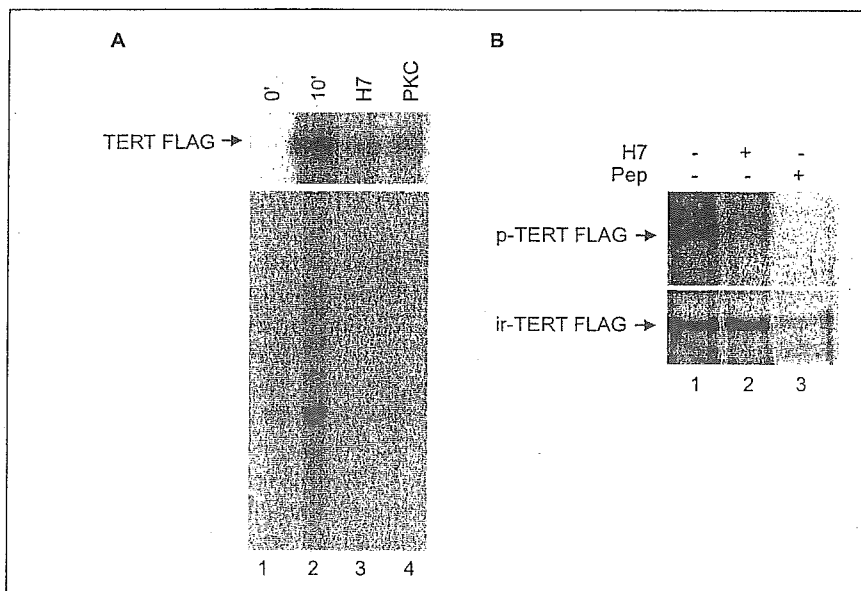 A
0' 10' H7 PKC
TERT FLAG
1 2 3 4
B
H7 - + -
Pep - - +
p-TERT FLAG
ir-TERT FLAG
1 2 3